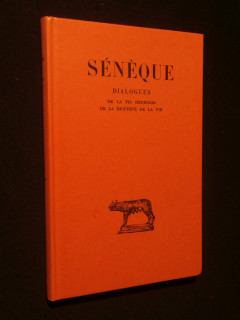 SÉNÈQUE
DIALOGUES
DE LA VIE HEUREUSE
DE LA BRIÈVETÉ DE LA VIE